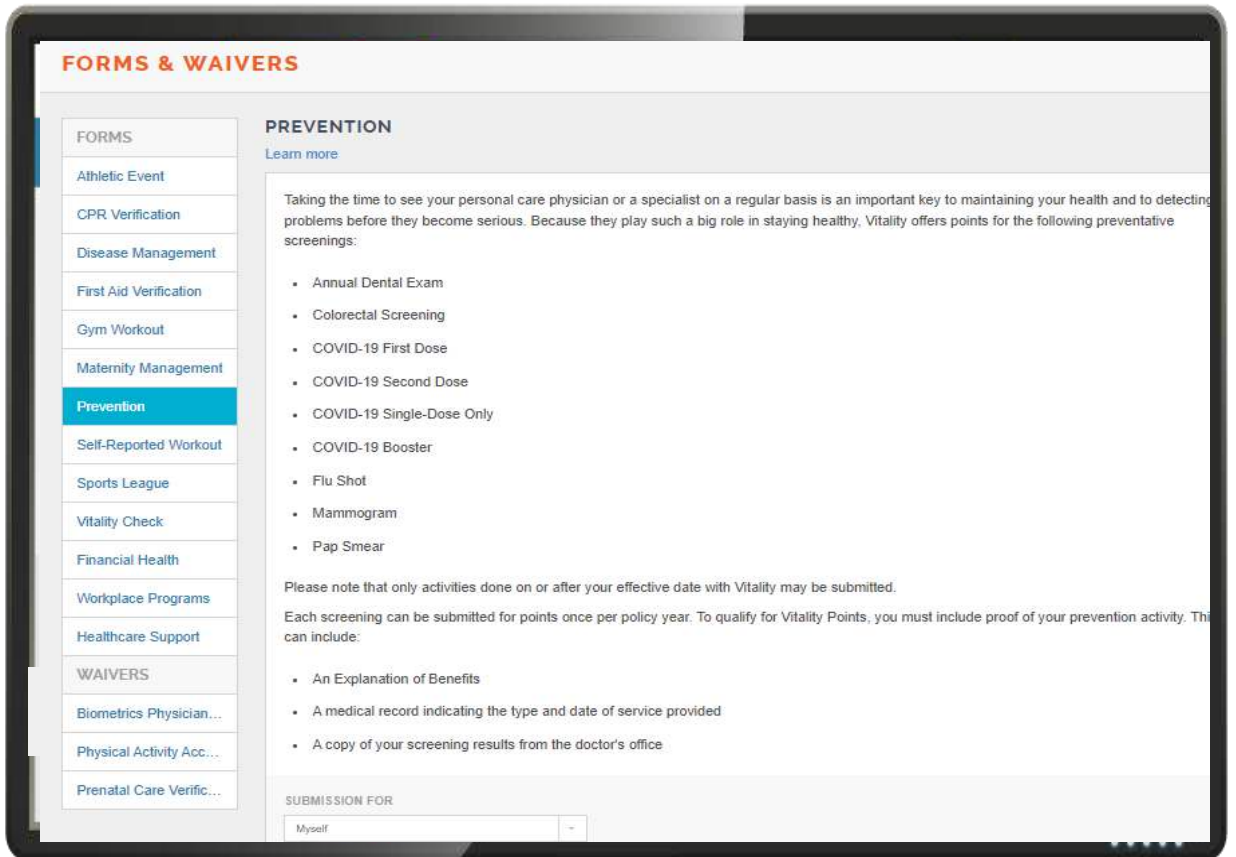 FORMS & WAIVERS
FORMS
Athletic Event
CPR Verification
Disease Management
First Aid Verification
Gym Workout
Maternity Management
Prevention
Self-Reported Workout
Sports League
Vitality Check
Financial Health
Workplace Programs
Healthcare Support
WAIVERS
Biometrics Physician...
Physical Activity Acc...
Prenatal Care Verific...
PREVENTION
Learn more
Taking the time to see your personal care physician or a specialist on a regular basis is an important key to maintaining your health and to detecting
problems before they become serious. Because they play such a big role in staying healthy, Vitality offers points for the following preventative
screenings:
• Annual Dental Exam
• Colorectal Screening
• COVID-19 First Dose
• COVID-19 Second Dose
• COVID-19 Single-Dose Only
• COVID-19 Booster
• Flu Shot
• Mammogram
• Pap Smear
Please note that only activities done on or after your effective date with Vitality may be submitted.
Each screening can be submitted for points once per policy year. To qualify for Vitality Points, you must include proof of your prevention activity. Thi
can include:
• An Explanation of Benefits
• A medical record indicating the type and date of service provided
• A copy of your screening results from the doctor's office
SUBMISSION FOR
Myself